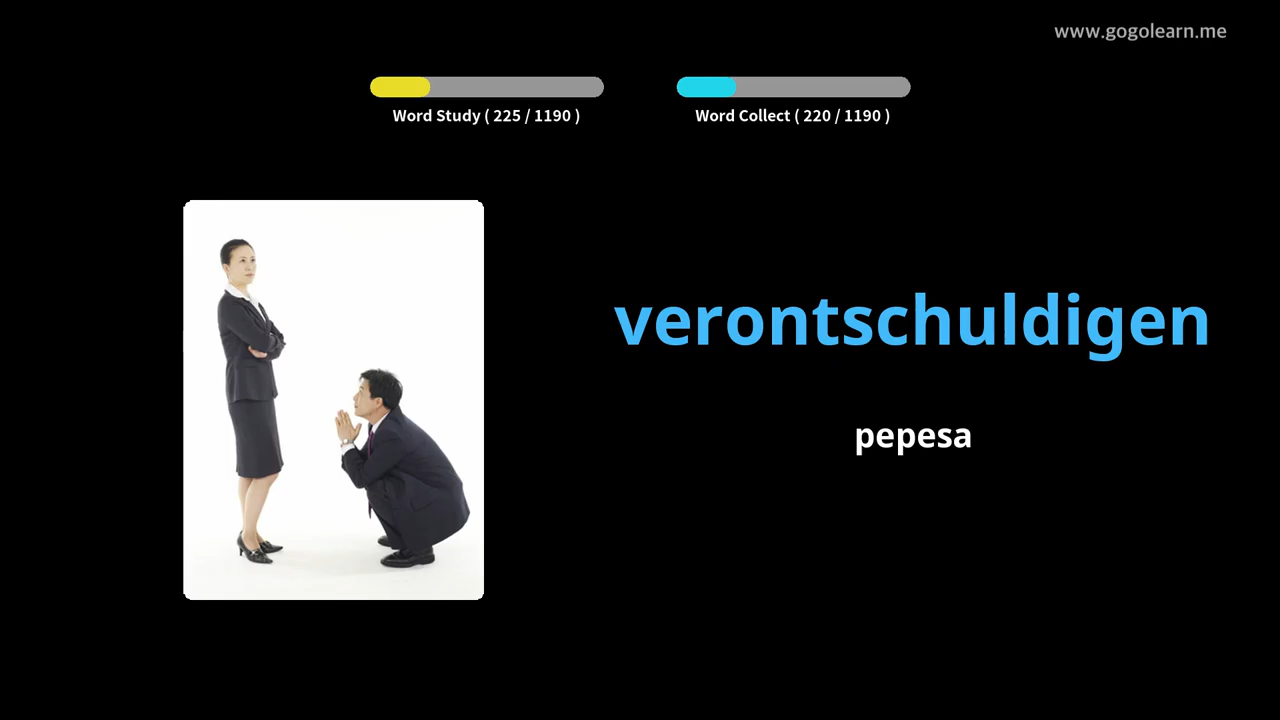 www.gogolearn.me
Word Study ( 225 / 1190 )
Word Collect ( 220 / 1190 )
verontschuldigen
pepesa